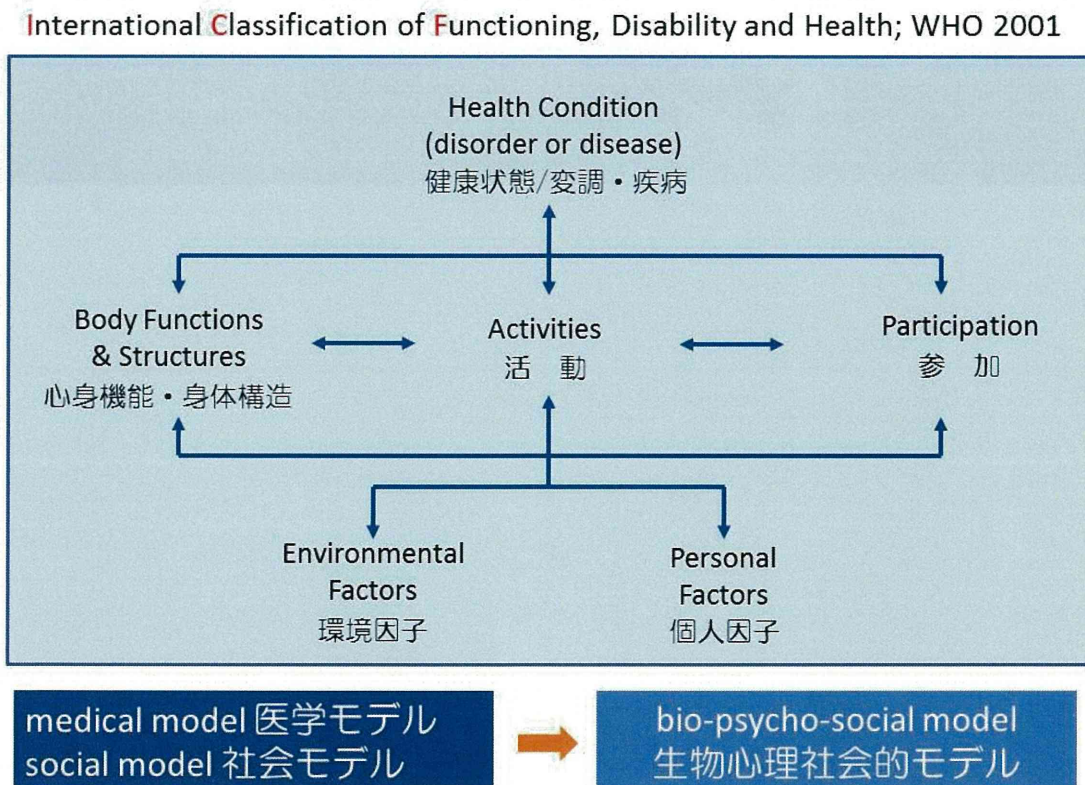 International Classification of Functioning, Disability and Health; WHO 2001
Health Condition
(disorder or disease)
健康状態/変調・疾病
Body Functions
& Structures
心身機能・身体構造
Activities
活 動
Participation
参 加
Environmental
Factors
環境因子
Personal
Factors
個人因子
medical model 医学モデル
social model 社会モデル
bio-psycho-social model
生物心理社会的モデル